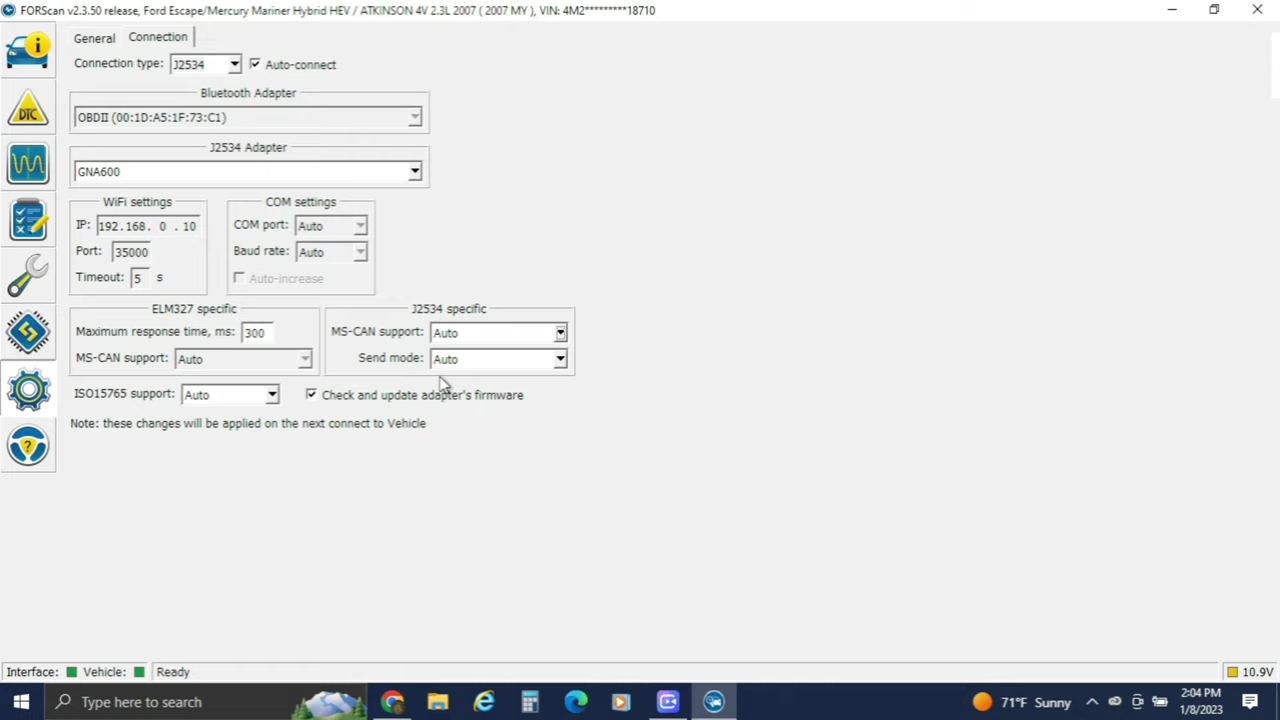 FORScan v2.3.50 release, Ford Escape/Mercury Mariner Hybrid HEV / ATKINSON 4V 2.3L 2007 ( 2007 MY ), VIN: 4M2*********18710
General Connection
Connection type: J2534 Auto-connect
Bluetooth Adapter
OBDII (00:1D:A5:1F:73:C1)
J2534 Adapter
GNA600
WiFi settings COM settings
IP: 192.168. 0 . 10 COM port: Auto
Port: 35000 Baud rate: Auto
Timeout: 5 s Auto-increase
ELM327 specific J2534 specific
Maximum response time, ms: 300 MS-CAN support: Auto
MS-CAN support: Auto Send mode: Auto
ISO15765 support: Auto Check and update adapter's firmware
Note: these changes will be applied on the next connect to Vehicle
i
DTC
?
Interface: Vehicle: Ready 10.9V
Type here to search 71°F Sunny 2:04 PM
1/8/2023